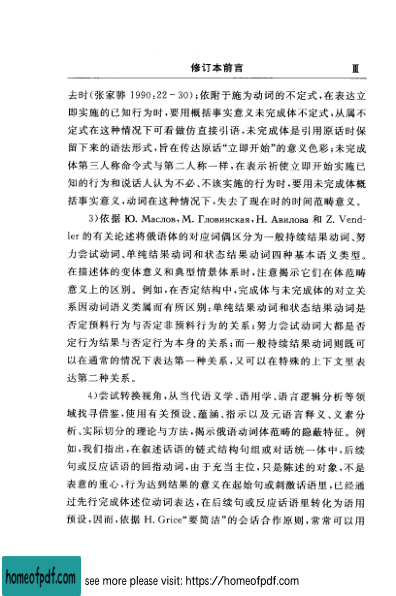 修订本前言 Ⅲ
去时(张家骅 1990:22-30);依附于施为动词的不定式,在表达立
即实施的已知行为时,要用概括事实意义未完成体不定式,从属不
定式在这种情况下可看做仿直接引语,未完成体是引用原话时保
留下来的语法形式,旨在传达原话“立即开始”的意义色彩;未完成
体第三人称命令式与第二人称一样,在表示祈使立即开始实施已
知的行为和说话人认为不必、不该实施的行为时,要用未完成体概
括事实意义,动词在这种情况下,失去了现在时的时间范畴意义。
3)依据 Ю. Маслов、М. Гловинская、Н. Авилова 和 Z. Vend-
ler 的有关论述将俄语体的对应词偶区分为一般持续结果动词、努
力尝试动词、单纯结果动词和状态结果动词四种基本语义类型。
在描述体的变体意义和典型情景体系时,注意揭示它们在体范畴
意义上的区别。例如,在否定结构中,完成体与未完成体的对立关
系因动词语义类属而有所区别:单纯结果动词和状态结果动词是
否定预料行为与否定非预料行为的关系;努力尝试动词大都是否
定行为结果与否定行为本身的关系;而一般持续结果动词则既可
以在通常的情况下表达第一种关系,又可以在特殊的上下文里表
达第二种关系。
4)尝试转换视角,从当代语义学、语用学、语言逻辑分析等领
域找寻借鉴,使用有关预设、蕴涵、指示以及元语言释义、义素分
析、实际切分的理论与方法,揭示俄语动词体范畴的隐蔽特征。例
如,我们指出,在叙述话语的链式结构句组或对话统一体中,后续
句或反应话语的回指动词,由于充当主位,只是陈述的对象,不是
表意的重心,行为达到结果的意义在起始句或刺激话语里,已经通
过先行完成体述位动词表达,在后续句或反应话语里转化为语用
预设,因而,依据 H. Grice“要简洁”的会话合作原则,常常可以用
homeofpdf.com see more please visit: https://homeofpdf.com